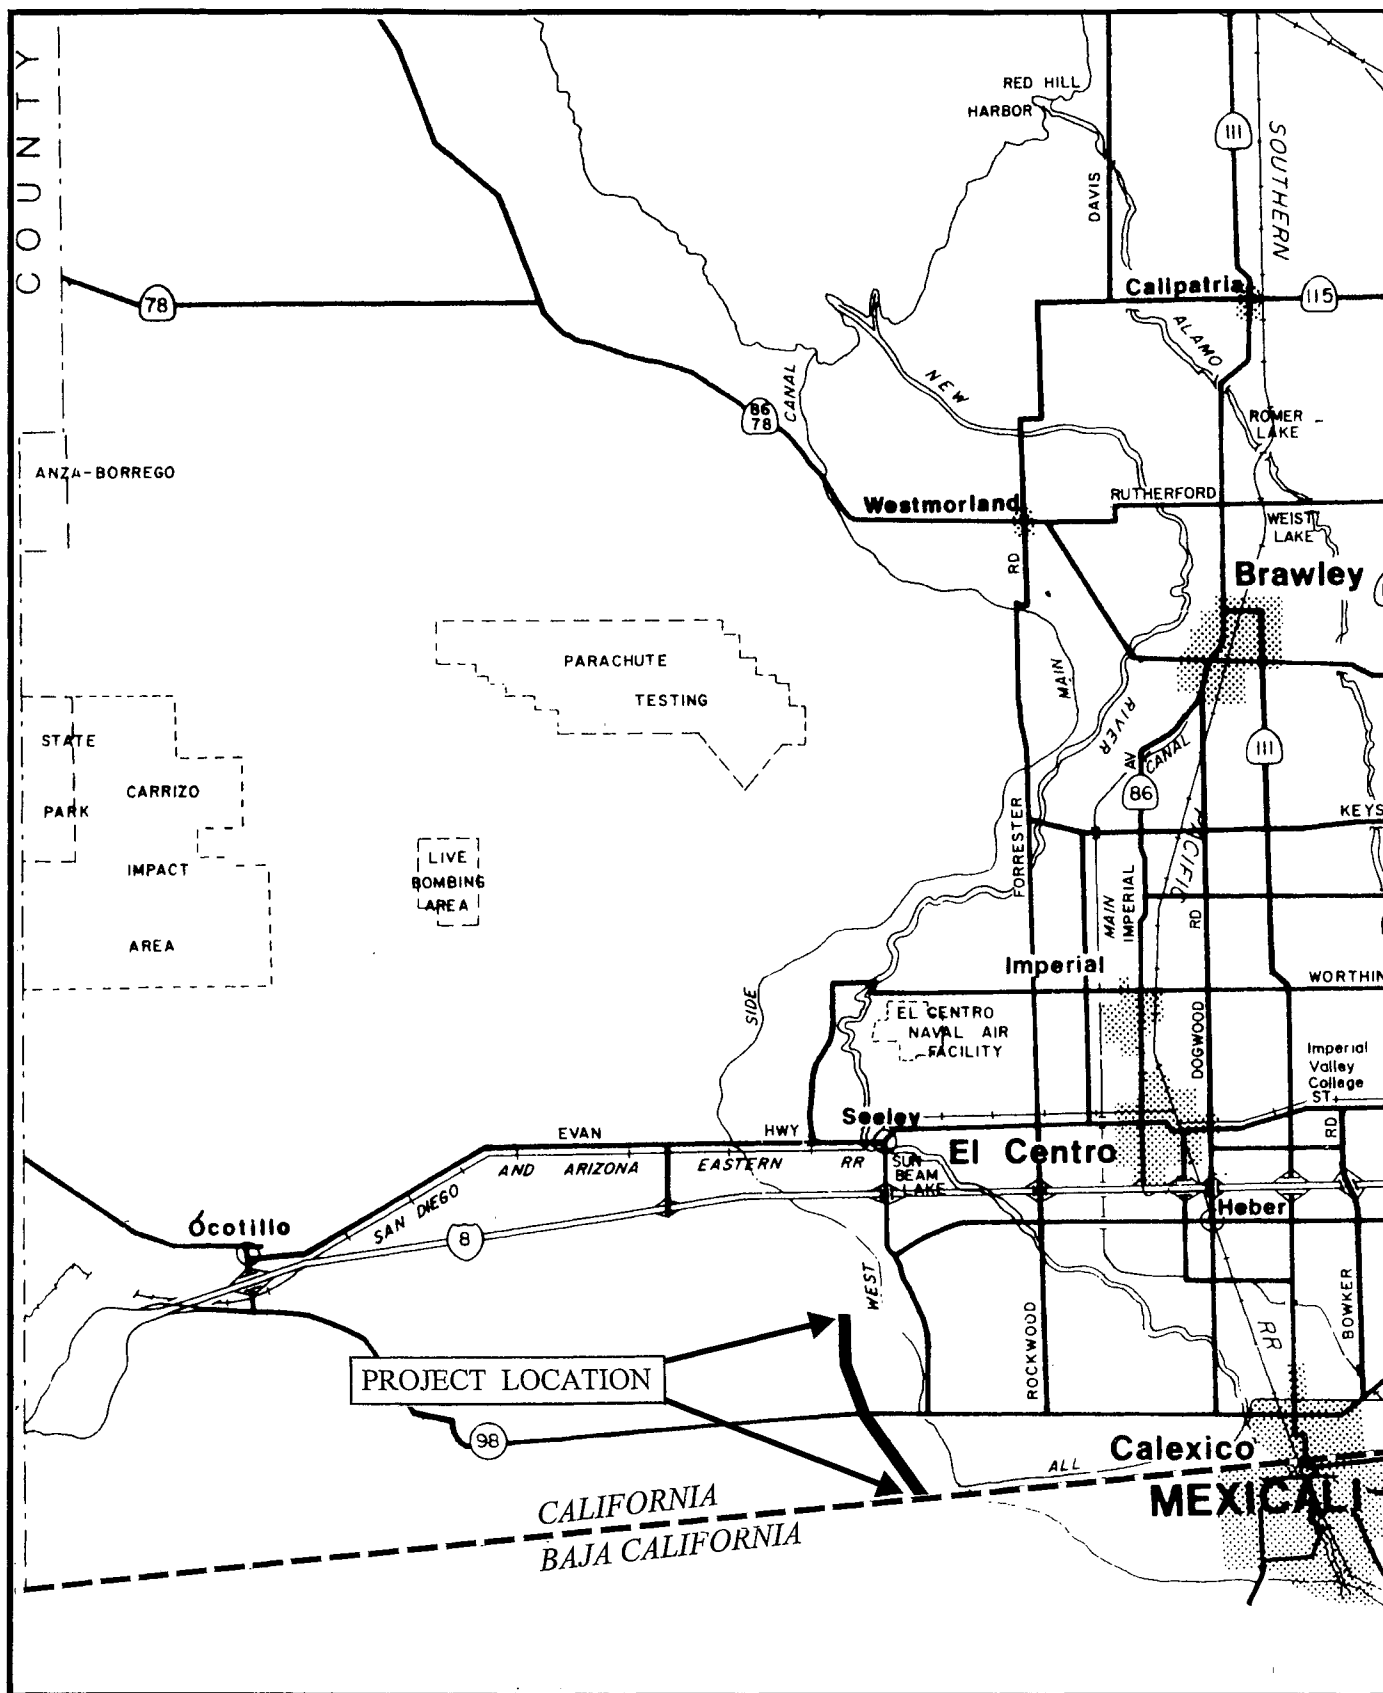 COUNTY
RED HILL
HARBOR
111
SOUTHERN
DAVIS
78
Calipatria
115
ALAMO
CANAL
NEW
86
78
ROMER
LAKE
ANZA-BORREGO
Westmorland
RUTHERFORD
WEIST
LAKE
RD
Brawley
PARACHUTE
TESTING
MAIN
RIVER
STATE
PARK
AV
CANAL
111
CARRIZO
86
IMPACT
AREA
LIVE
BOMBING
AREA
FORRESTER
PACIFIC
KEYS
MAIN
IMPERIAL
RD
Imperial
WORTHIN
SIDE
EL CENTRO
NAVAL AIR
FACILITY
DOGWOOD
Imperial
Valley
College
ST
Seeley
EVAN
HWY
RD
SAN DIEGO
AND
ARIZONA
EASTERN
RR
SUN
BEAM
LAKE
El Centro
Heber
Ocotillo
8
WEST
ROCKWOOD
RR
BOWKER
PROJECT LOCATION
98
ALL
Calexico
MEXICALI
CALIFORNIA
BAJA CALIFORNIA